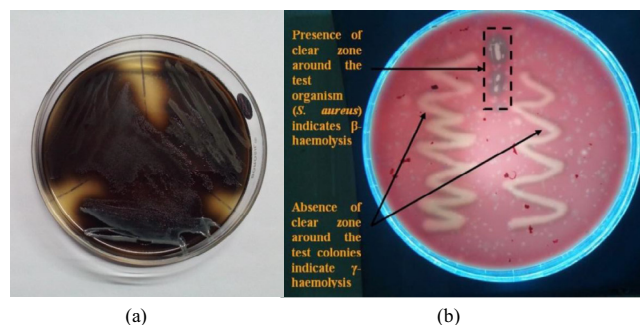 Presence of
clear zone
around the
test
organism
(S. aureus)
indicates β-
haemolysis
Absence of
clear zone
around the
test colonies
indicate γ-
haemolysis
(a)
(b)